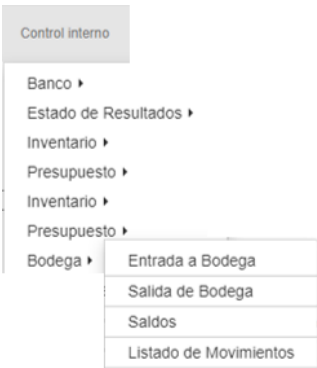 Control interno
Banco
Estado de Resultados
Inventario
Presupuesto
Inventario
Presupuesto
Bodega
Entrada a Bodega
Salida de Bodega
Saldos
Listado de Movimientos